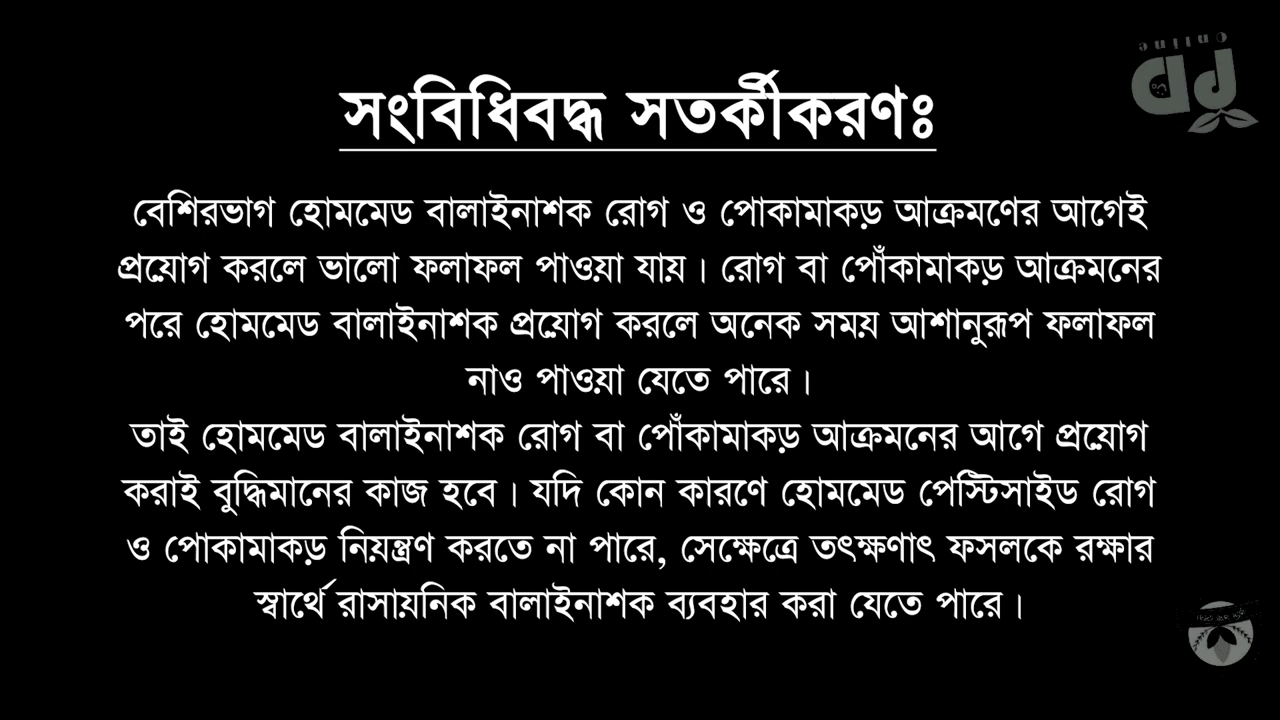 সংবিধিবদ্ধ সতর্কীকরণঃ
বেশিরভাগ হোমমেড বালাইনাশক রোগ ও পোকামাকড় আক্রমণের আগেই
প্রয়োগ করলে ভালো ফলাফল পাওয়া যায়। রোগ বা পোঁকামাকড় আক্রমনের
পরে হোমমেড বালাইনাশক প্রয়োগ করলে অনেক সময় আশানুরূপ ফলাফল
নাও পাওয়া যেতে পারে।
তাই হোমমেড বালাইনাশক রোগ বা পোঁকামাকড় আক্রমনের আগে প্রয়োগ
করাই বুদ্ধিমানের কাজ হবে। যদি কোন কারণে হোমমেড পেস্টিসাইড রোগ
ও পোকামাকড় নিয়ন্ত্রণ করতে না পারে, সেক্ষেত্রে তৎক্ষণাৎ ফসলকে রক্ষার
স্বার্থে রাসায়নিক বালাইনাশক ব্যবহার করা যেতে পারে।